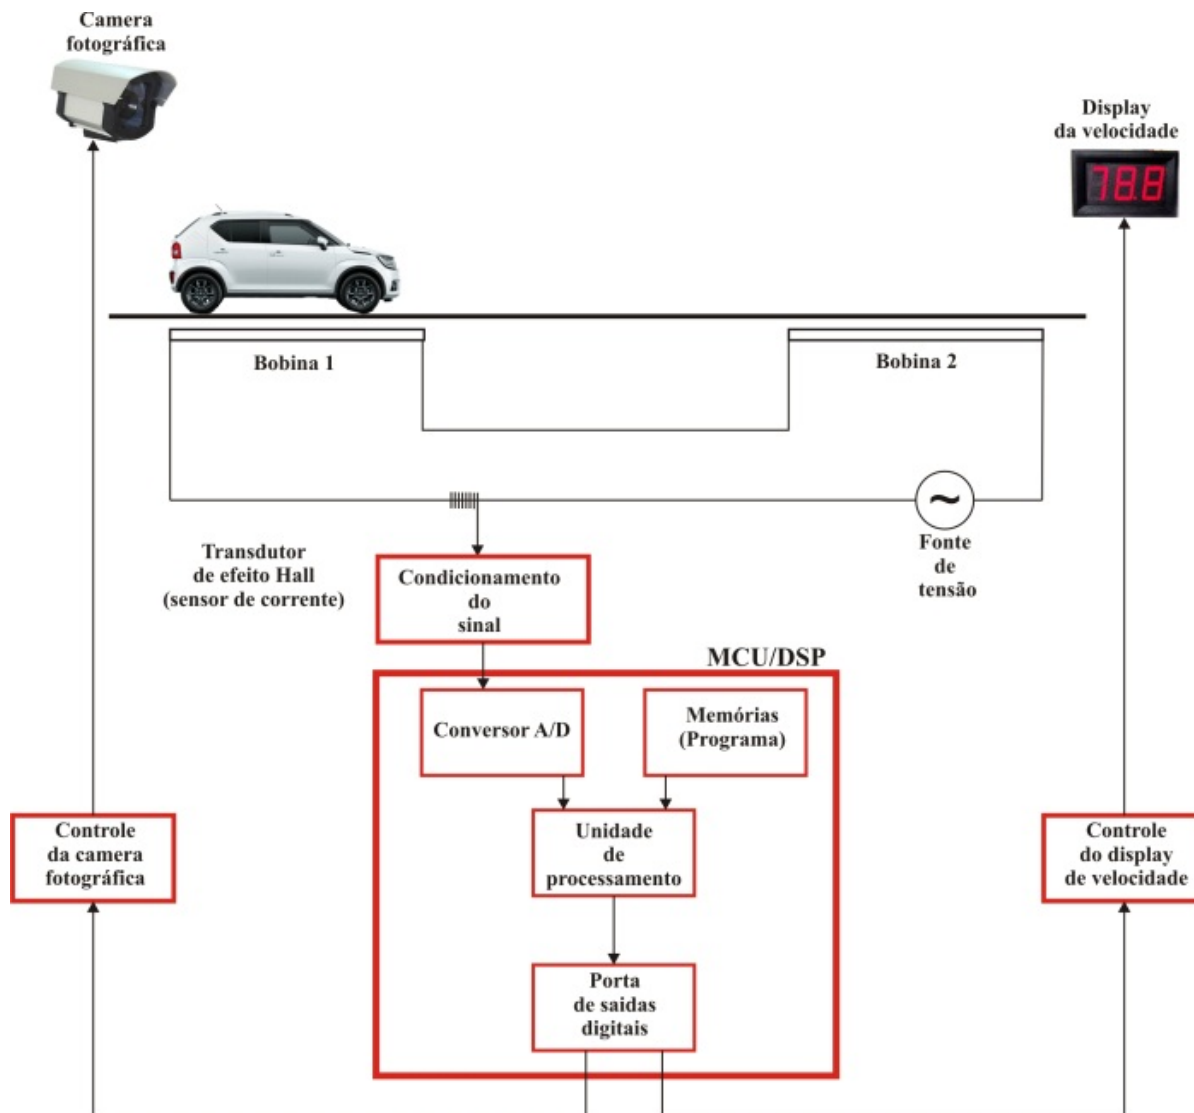 Camera
fotográfica
Display
da velocidade
78.8
Bobina 1
Bobina 2
~
Transdutor
de efeito Hall
(sensor de corrente)
Fonte
de
tensão
Condicionamento
do
sinal
MCU/DSP
Conversor A/D
Memórias
(Programa)
Controle
da camera
fotográfica
Unidade
de
processamento
Controle
do display
de velocidade
Porta
de saidas
digitais